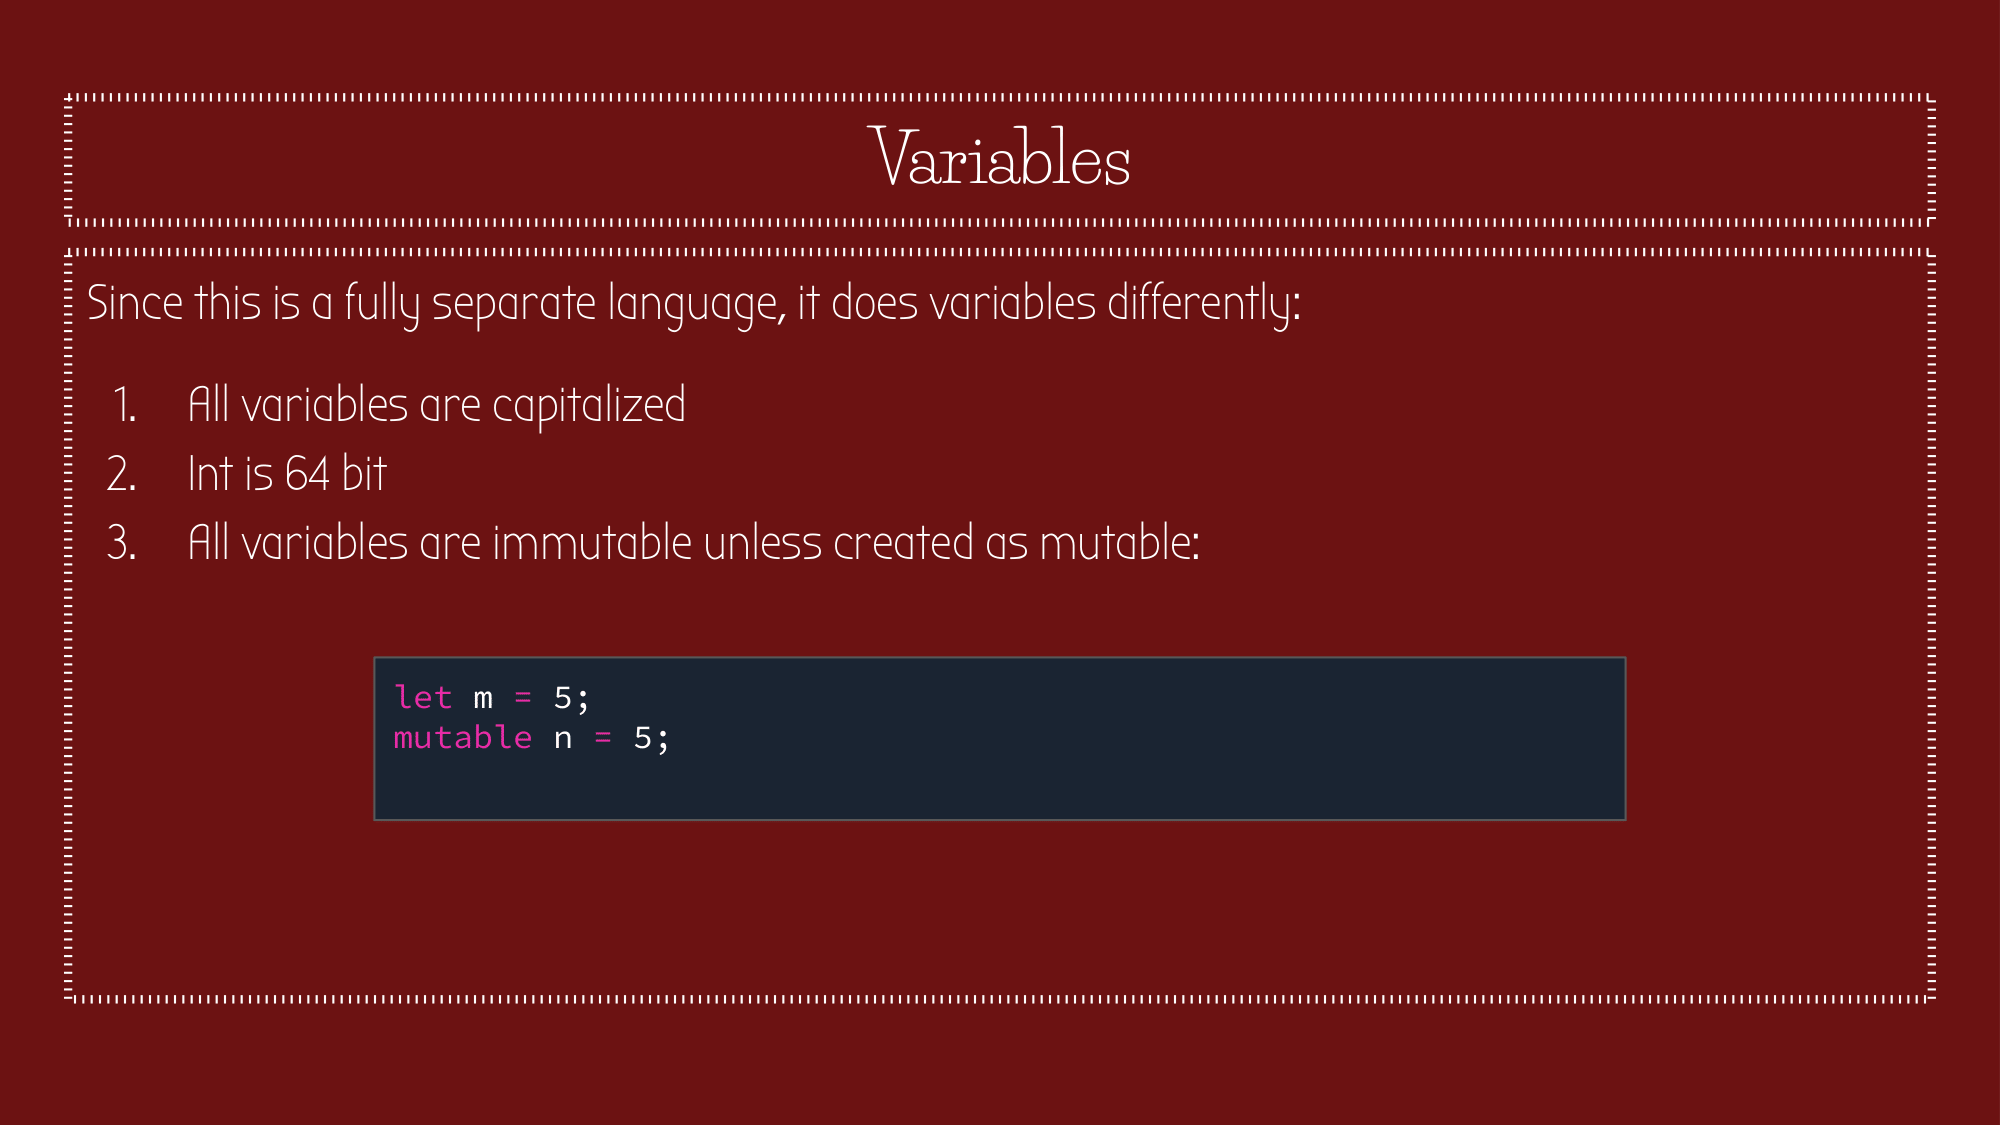 Variables
Since this is a fully separate language, it does variables differently:
1. All variables are capitalized
2. Int is 64 bit
3. All variables are immutable unless created as mutable:
let m = 5;
mutable n = 5;